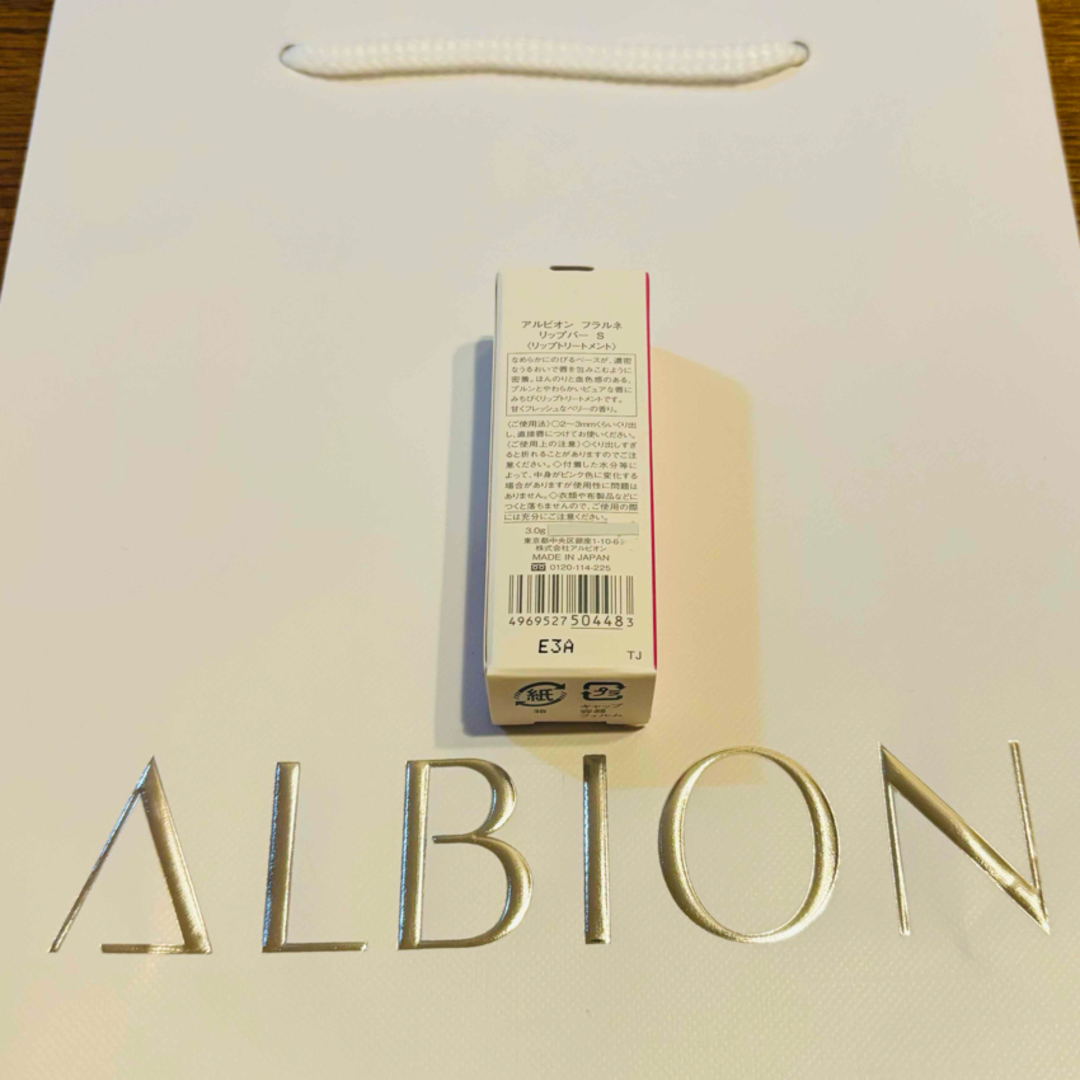 アルビオン フラルネ
リップバー S
〈リップトリートメント〉
なめらかにのびるベースが、濃密
なうるおいで唇を包みこむように
密着。ほんのりと血色感のある、
プルンとやわらかいピュアな唇に
みちびくリップトリートメントです。
甘くフレッシュなベリーの香り。
〈ご使用法〉○2〜3mmくらいくり出
し、直接唇につけてお使いください。
〈ご使用上の注意〉◇くり出しすぎ
ると折れることがありますのでご注
意ください。◇付着した水分等に
よって、中身がピンク色に変化する
場合がありますが使用性に問題は
ありません。◇衣類や布製品などに
つくと落ちませんので、ご使用の際
には充分にご注意ください。
3.0g
東京都中央区銀座1-10-6
株式会社アルビオン
MADE IN JAPAN
0120-114-225
4969527504483
E3A
TJ
紙
箱
プラ
キャップ
容器
フィルム
ALBION